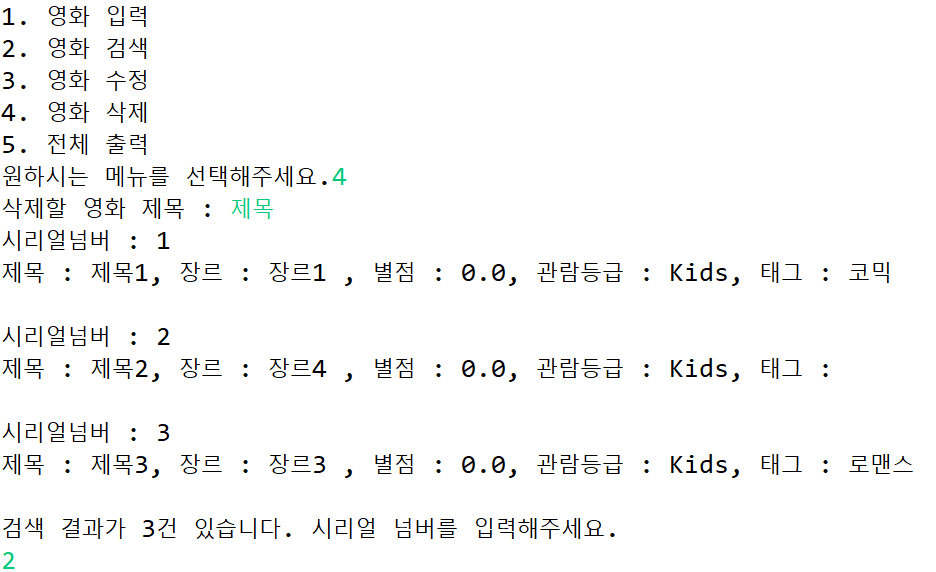 1. 영화 입력
2. 영화 검색
3. 영화 수정
4. 영화 삭제
5. 전체 출력
원하시는 메뉴를 선택해주세요.4
삭제할 영화 제목 : 제목
시리얼넘버 : 1
제목 : 제목1, 장르 : 장르1 , 별점 : 0.0, 관람등급 : Kids, 태그 : 코믹
시리얼넘버 : 2
제목 : 제목2, 장르 : 장르4 , 별점 : 0.0, 관람등급 : Kids, 태그 :
시리얼넘버 : 3
제목 : 제목3, 장르 : 장르3 , 별점 : 0.0, 관람등급 : Kids, 태그 : 로맨스
검색 결과가 3건 있습니다. 시리얼 넘버를 입력해주세요.
2